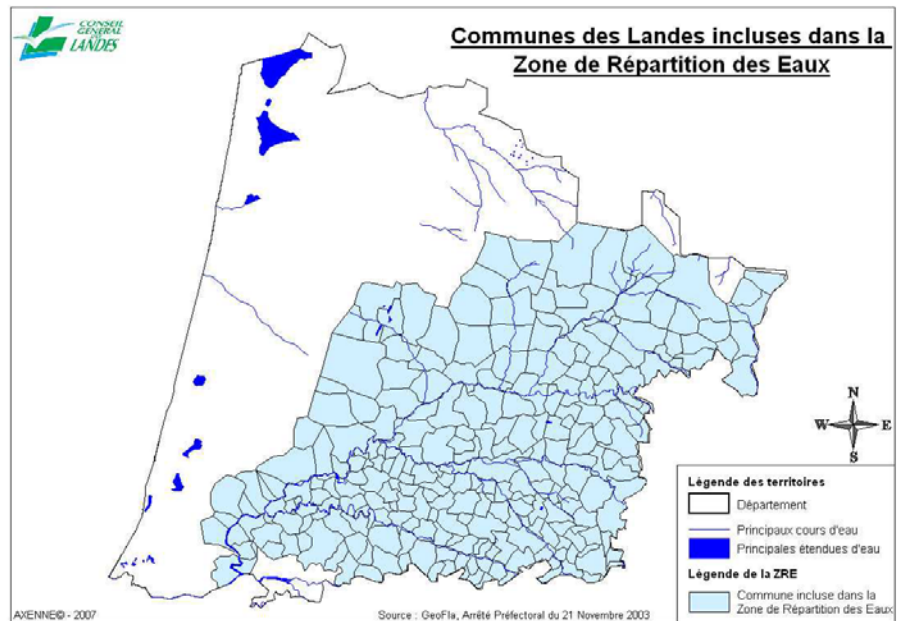 CONSEIL
GENERAL
DES
LANDES
Communes des Landes incluses dans la
Zone de Répartition des Eaux
N
W E
S
Légende des territoires
Département
Principaux cours d'eau
Principales étendues d'eau
Légende de la ZRE
Commune incluse dans la
Zone de Répartition des Eaux
AXENNE© - 2007
Source : GeoFla, Arrêté Préfectoral du 21 Novembre 2003